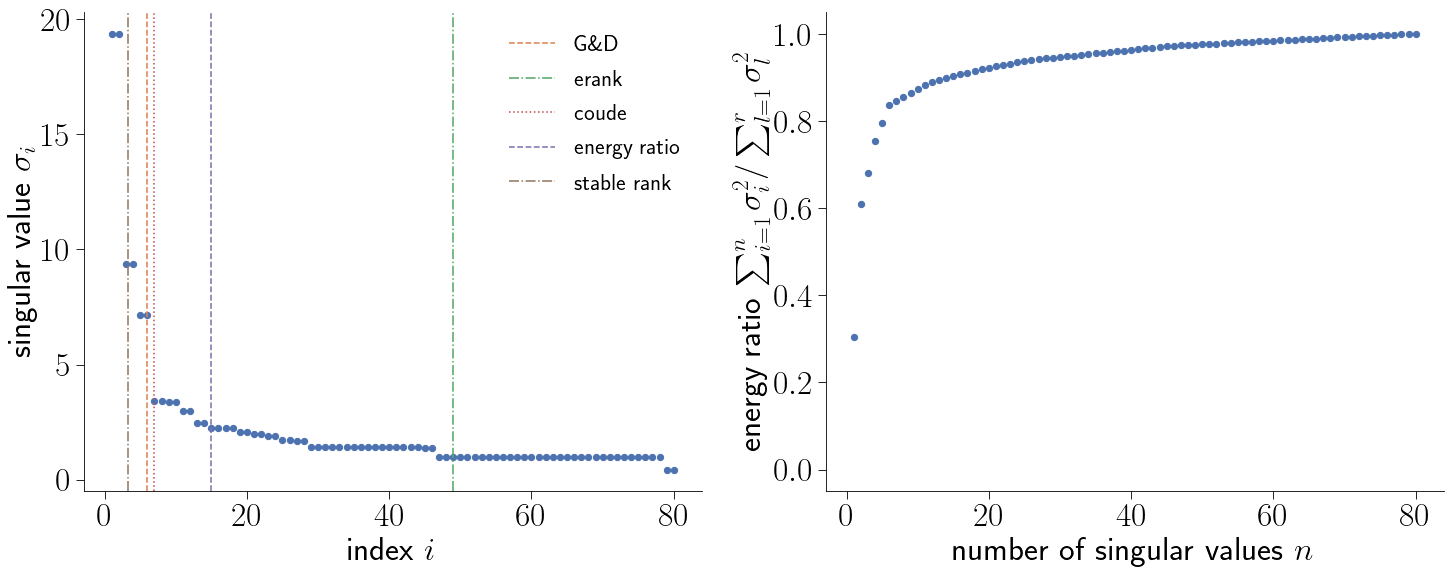 20
15
10
5
0
singular value σ_i
G&D
erank
coude
energy ratio
stable rank
0 20 40 60 80
index i
1.0
0.8
0.6
0.4
0.2
0.0
energy ratio ∑_{i=1}^{n} σ_i^2 / ∑_{l=1}^{r} σ_l^2
0 20 40 60 80
number of singular values n